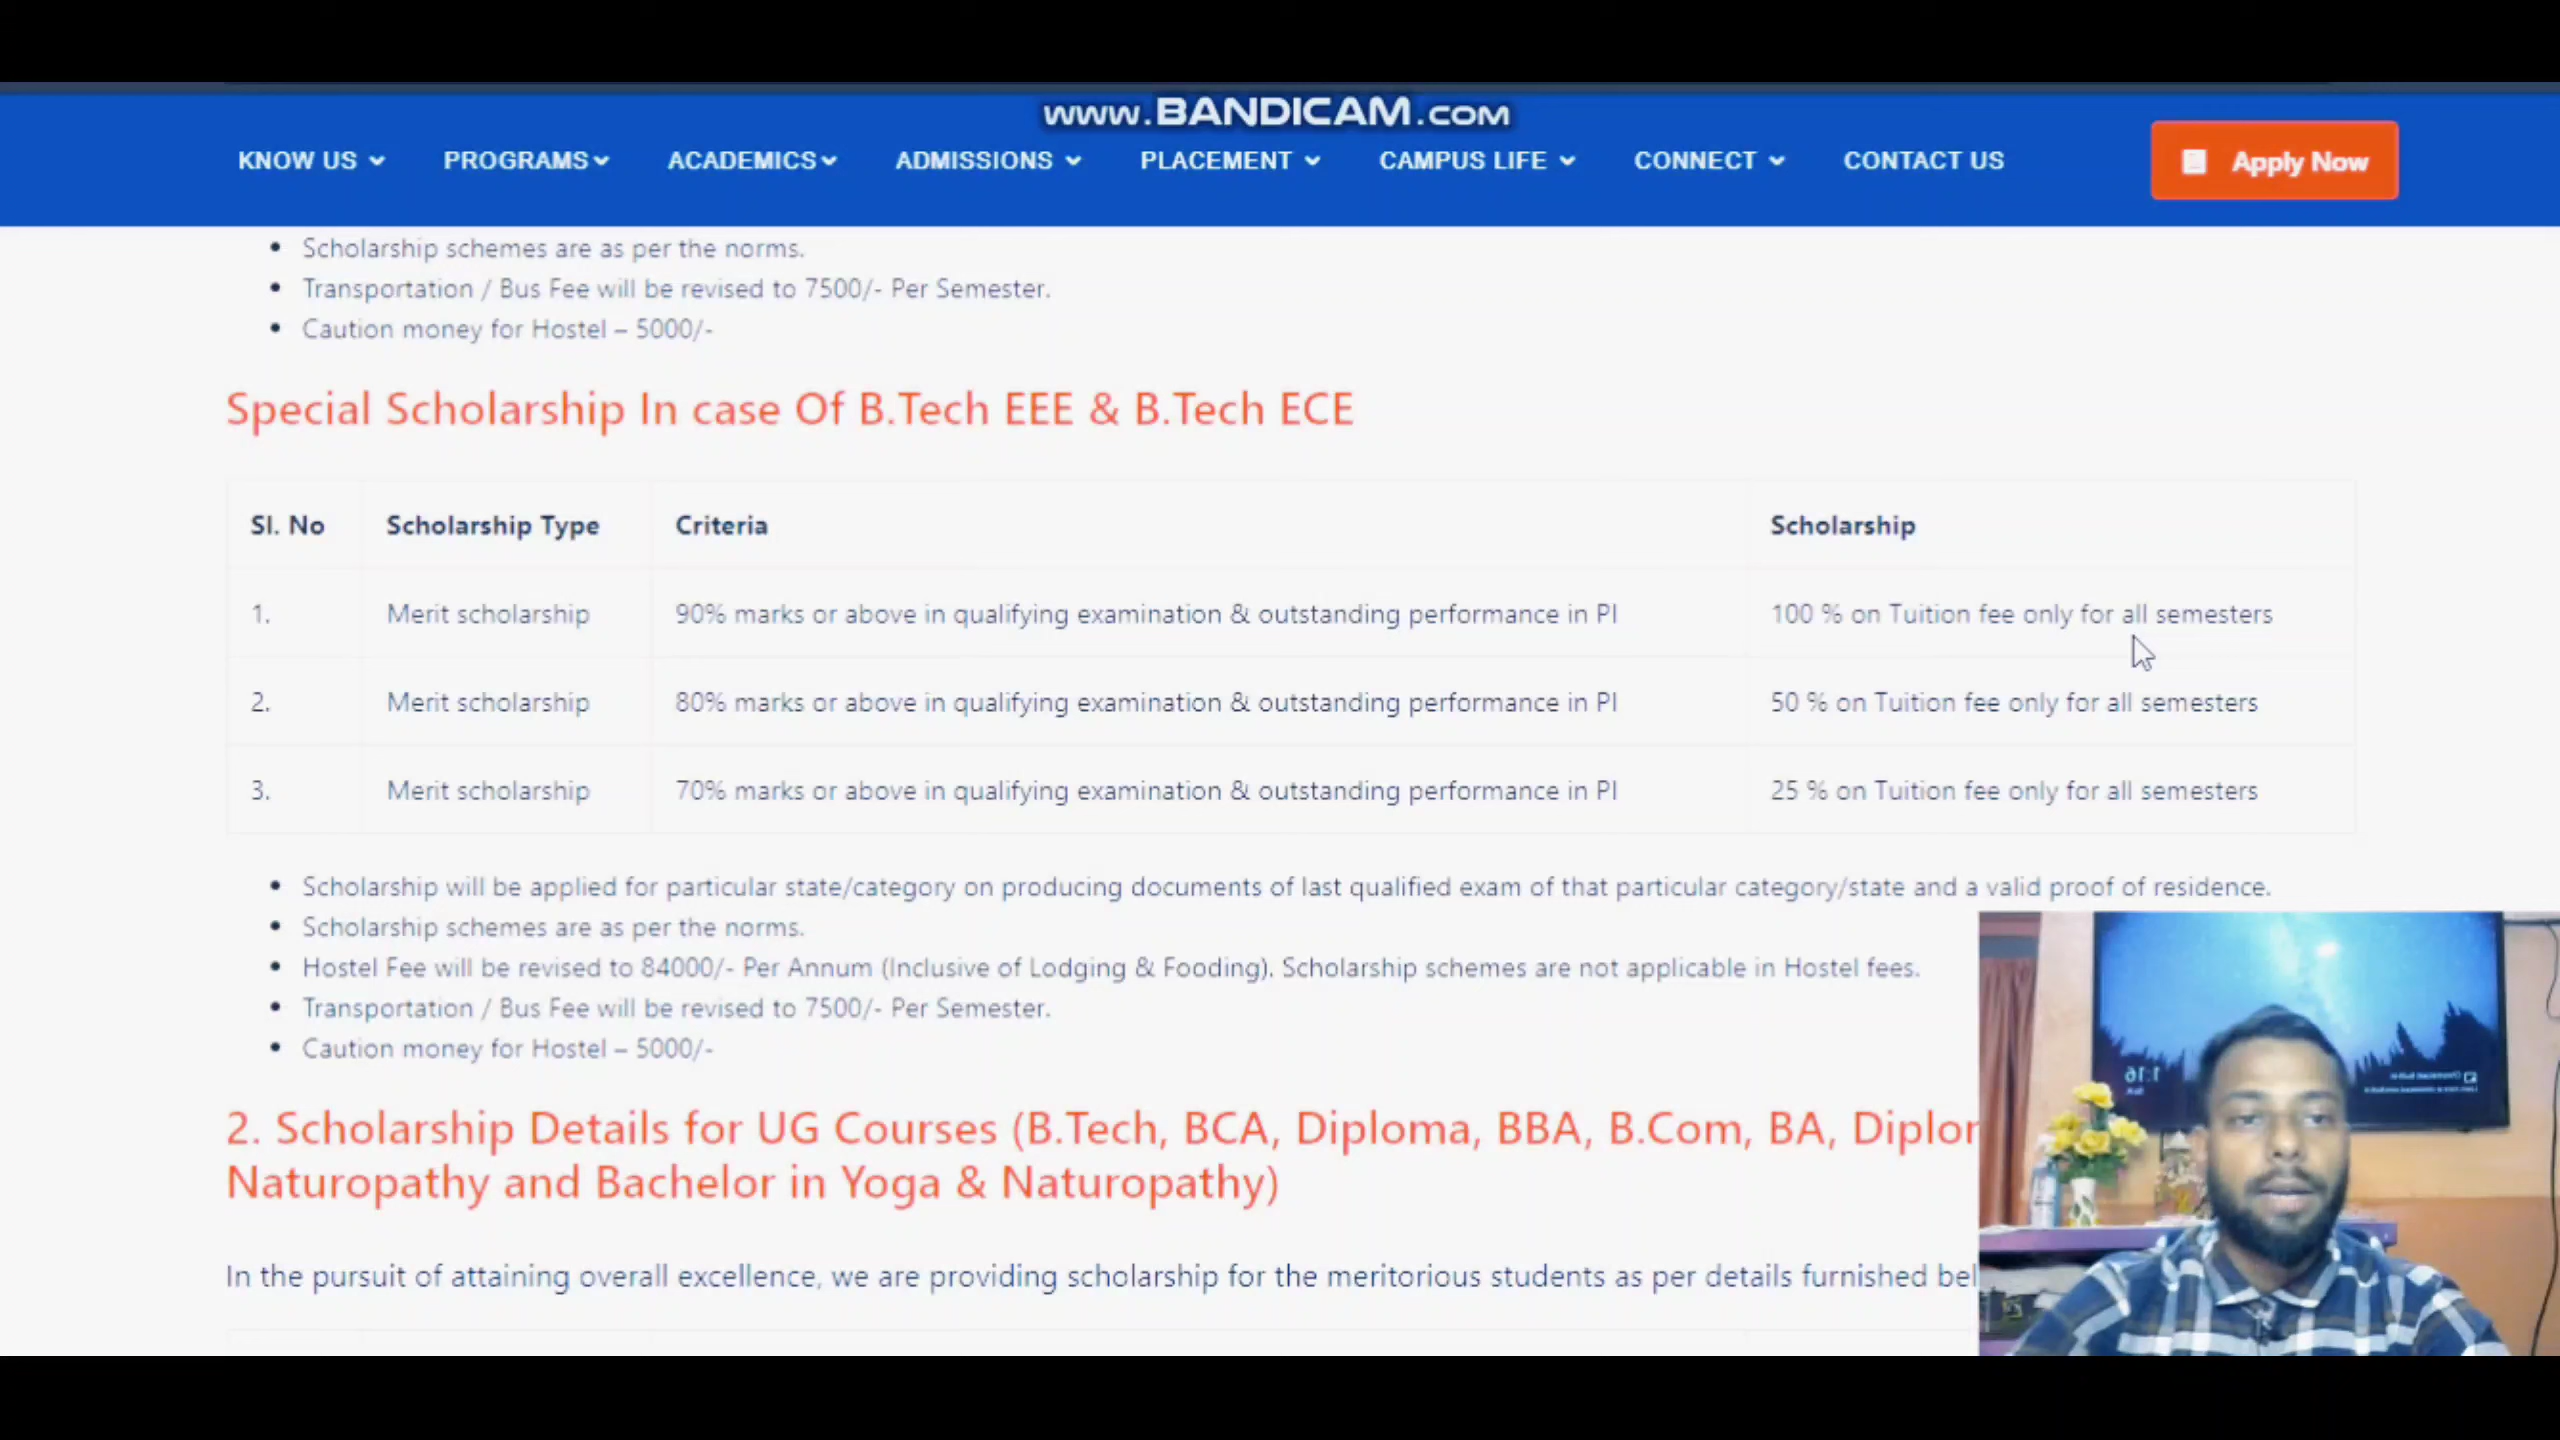 www.BANDICAM.com
KNOW US PROGRAMS ACADEMICS ADMISSIONS PLACEMENT CAMPUS LIFE CONNECT CONTACT US Apply Now
Scholarship schemes are as per the norms.
Transportation / Bus Fee will be revised to 7500/- Per Semester.
Caution money for Hostel – 5000/-
Special Scholarship In case Of B.Tech EEE & B.Tech ECE
Sl. No Scholarship Type Criteria Scholarship
1. Merit scholarship 90% marks or above in qualifying examination & outstanding performance in PI 100 % on Tuition fee only for all semesters
2. Merit scholarship 80% marks or above in qualifying examination & outstanding performance in PI 50 % on Tuition fee only for all semesters
3. Merit scholarship 70% marks or above in qualifying examination & outstanding performance in PI 25 % on Tuition fee only for all semesters
Scholarship will be applied for particular state/category on producing documents of last qualified exam of that particular category/state and a valid proof of residence.
Scholarship schemes are as per the norms.
Hostel Fee will be revised to 84000/- Per Annum (Inclusive of Lodging & Fooding). Scholarship schemes are not applicable in Hostel fees.
Transportation / Bus Fee will be revised to 7500/- Per Semester.
Caution money for Hostel – 5000/-
2. Scholarship Details for UG Courses (B.Tech, BCA, Diploma, BBA, B.Com, BA, Diplo
Naturopathy and Bachelor in Yoga & Naturopathy)
In the pursuit of attaining overall excellence, we are providing scholarship for the meritorious students as per details furnished bel
1:16